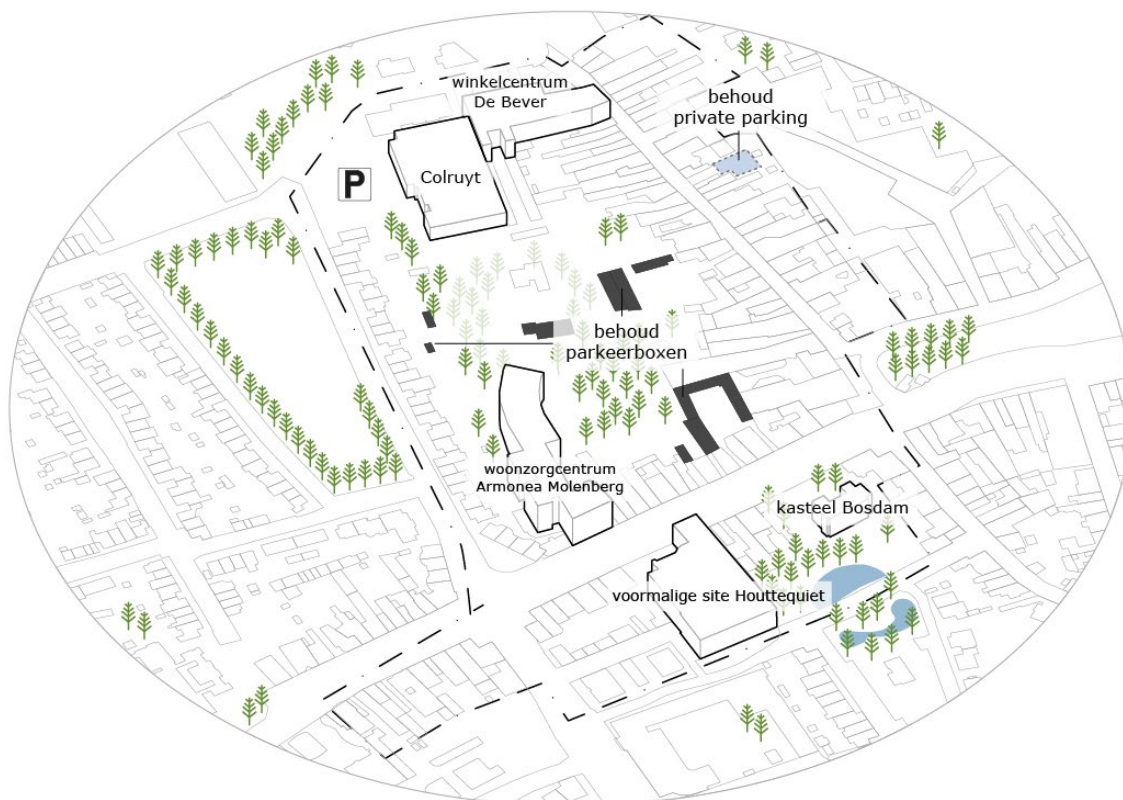 winkelcentrum
De Bever
behoud
private parking
Colruyt
P
behoud
parkeerboxen
woonzorgcentrum
Armonea Molenberg
kasteel Bosdam
voormalige site Houttequiet